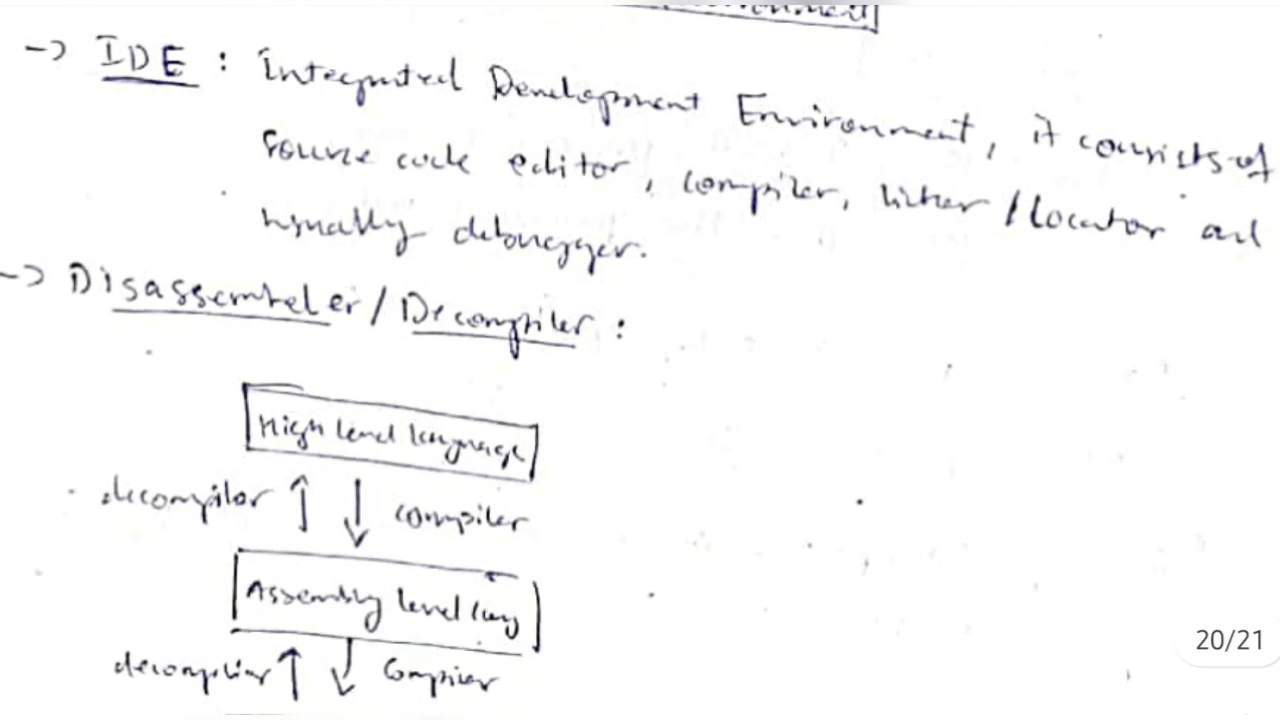 -> IDE : Integrated Development Environment, it consists of
source code editor, compiler, linker / locator and
usually debugger.
-> Disassembler / Decompiler :
High level language
decompiler ↑ ↓ compiler
Assembly level lang
decompiler ↑ ↓ Compiler
20/21